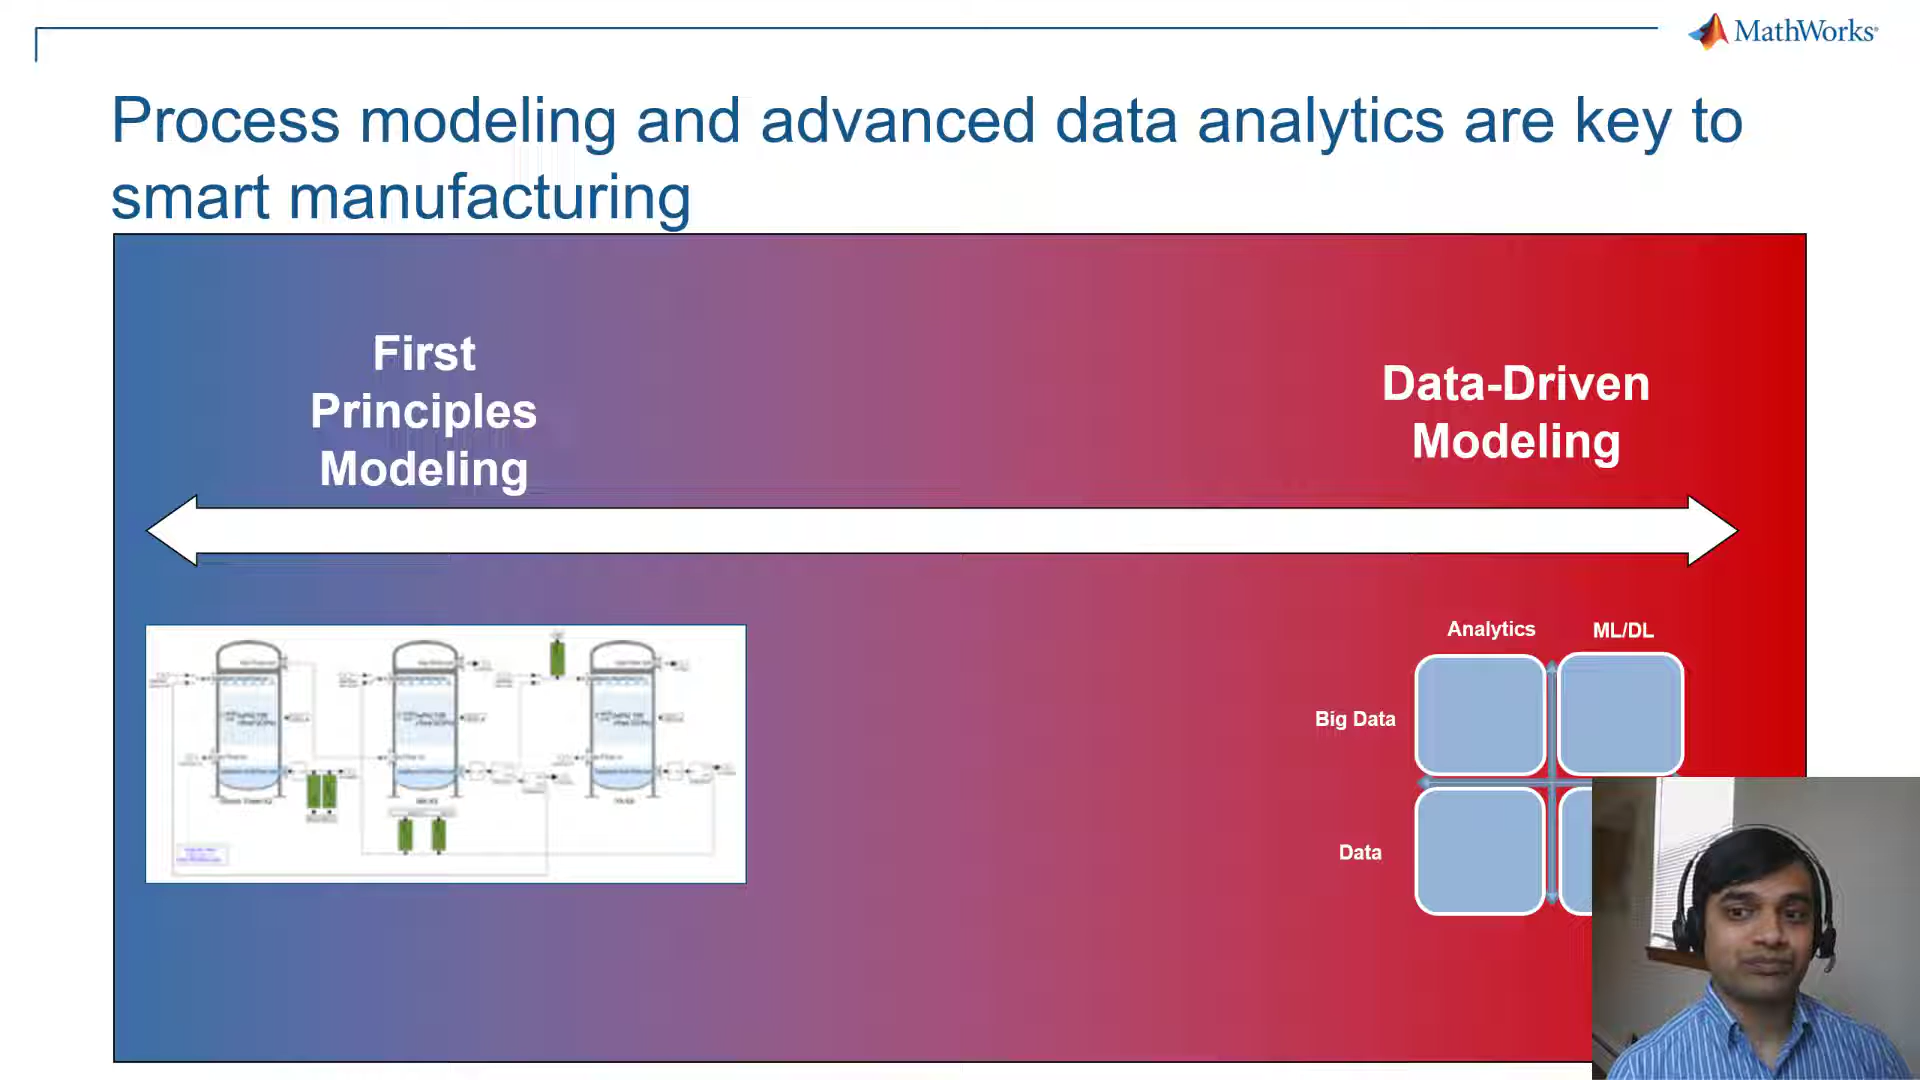 MathWorks
Process modeling and advanced data analytics are key to
smart manufacturing
First
Principles
Modeling
Data-Driven
Modeling
Analytics
ML/DL
Big Data
Data